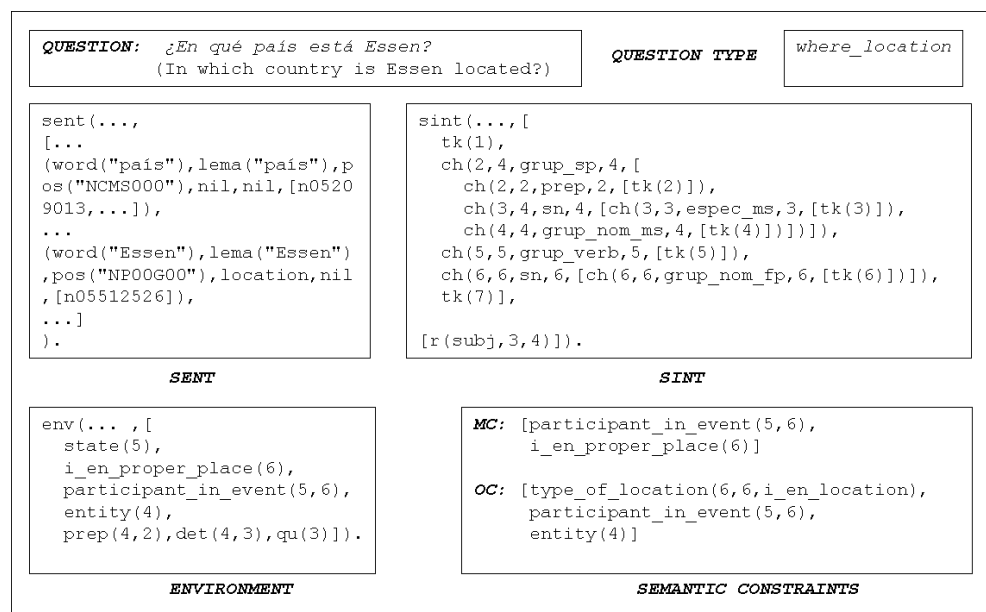 QUESTION: ¿En qué país está Essen?
(In which country is Essen located?)
QUESTION TYPE
where_location
sent(...,
[...
(word("país"),lema("país"),p
os("NCMS000"),nil,nil,[n0520
9013,...]),
...
(word("Essen"),lema("Essen")
,pos("NP00G00"),location,nil
,[n05512526]),
...]
).
SENT
sint(...,[
tk(1),
ch(2,4,grup_sp,4,[
ch(2,2,prep,2,[tk(2)]),
ch(3,4,sn,4,[ch(3,3,espec_ms,3,[tk(3)]),
ch(4,4,grup_nom_ms,4,[tk(4)])])]),
ch(5,5,grup_verb,5,[tk(5)]),
ch(6,6,sn,6,[ch(6,6,grup_nom_fp,6,[tk(6)])]),
tk(7)],
[r(subj,3,4)]).
SINT
env(... ,[
state(5),
i_en_proper_place(6),
participant_in_event(5,6),
entity(4),
prep(4,2),det(4,3),qu(3)]).
ENVIRONMENT
MC: [participant_in_event(5,6),
i_en_proper_place(6)]
OC: [type_of_location(6,6,i_en_location),
participant_in_event(5,6),
entity(4)]
SEMANTIC CONSTRAINTS